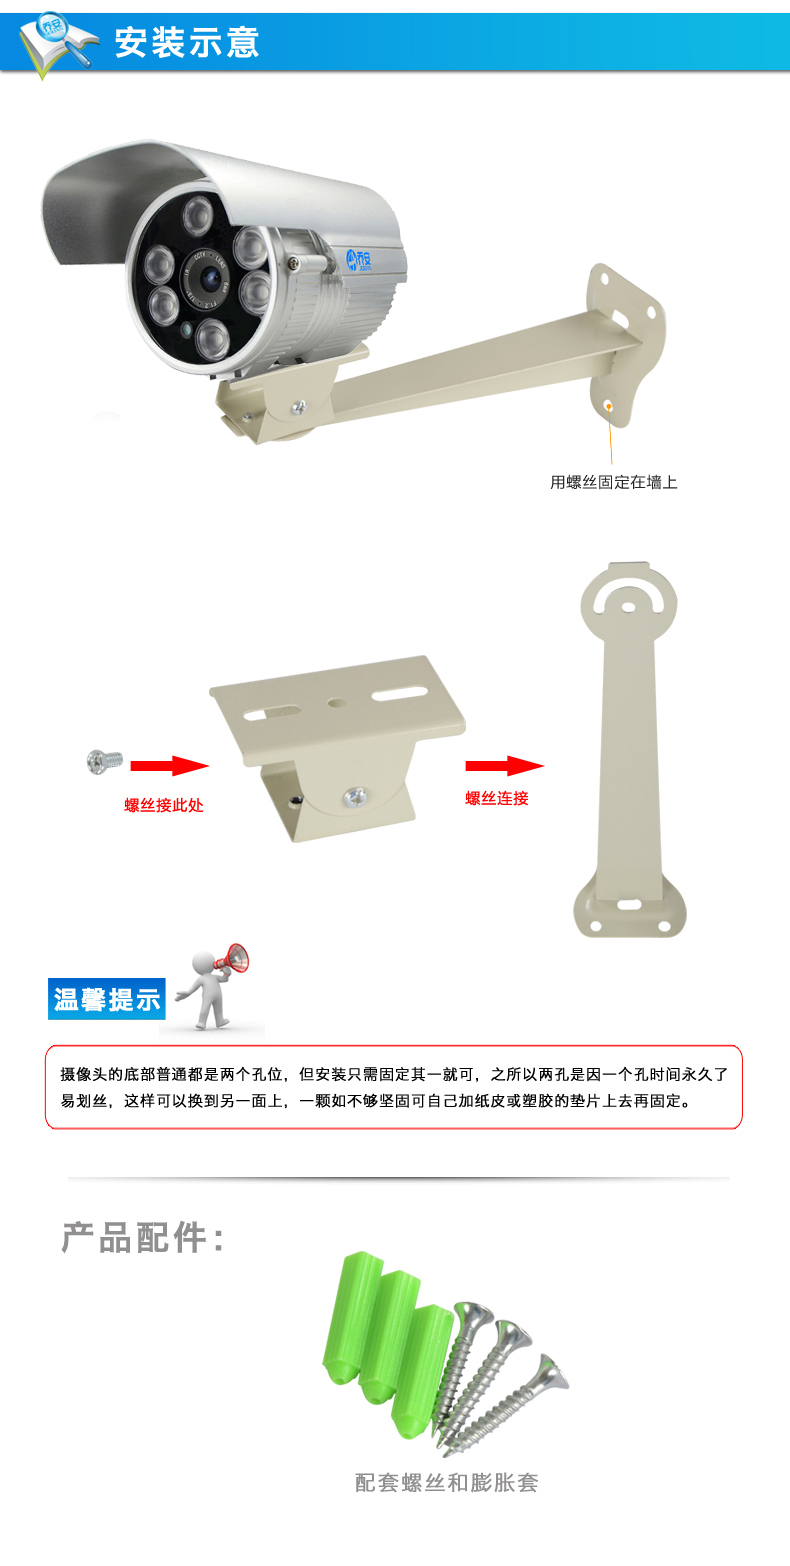 乔安
安装示意
乔安
用螺丝固定在墙上
螺丝接此处
螺丝连接
温馨提示
摄像头的底部普通都是两个孔位，但安装只需固定其一就可，之所以两孔是因一个孔时间永久了
易划丝，这样可以换到另一面上，一颗如不够坚固可自己加纸皮或塑胶的垫片上去再固定。
产品配件：
配套螺丝和膨胀套